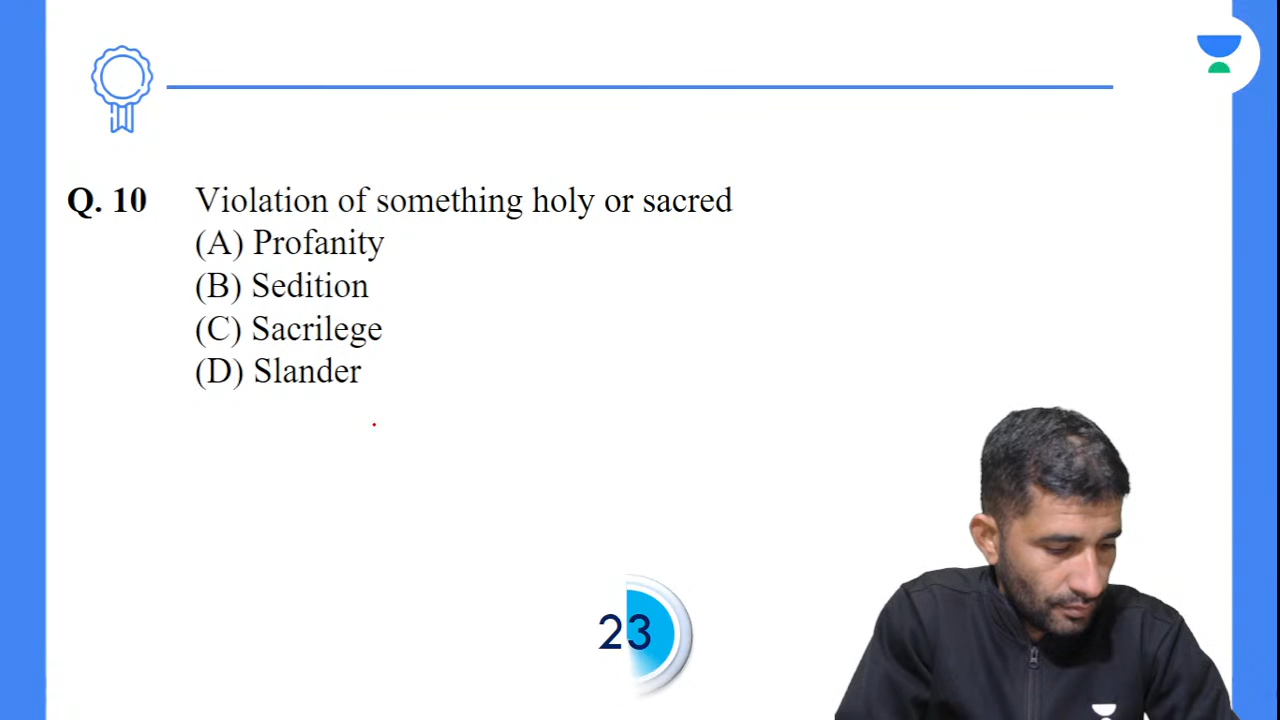 Q. 10 Violation of something holy or sacred
(A) Profanity
(B) Sedition
(C) Sacrilege
(D) Slander
23